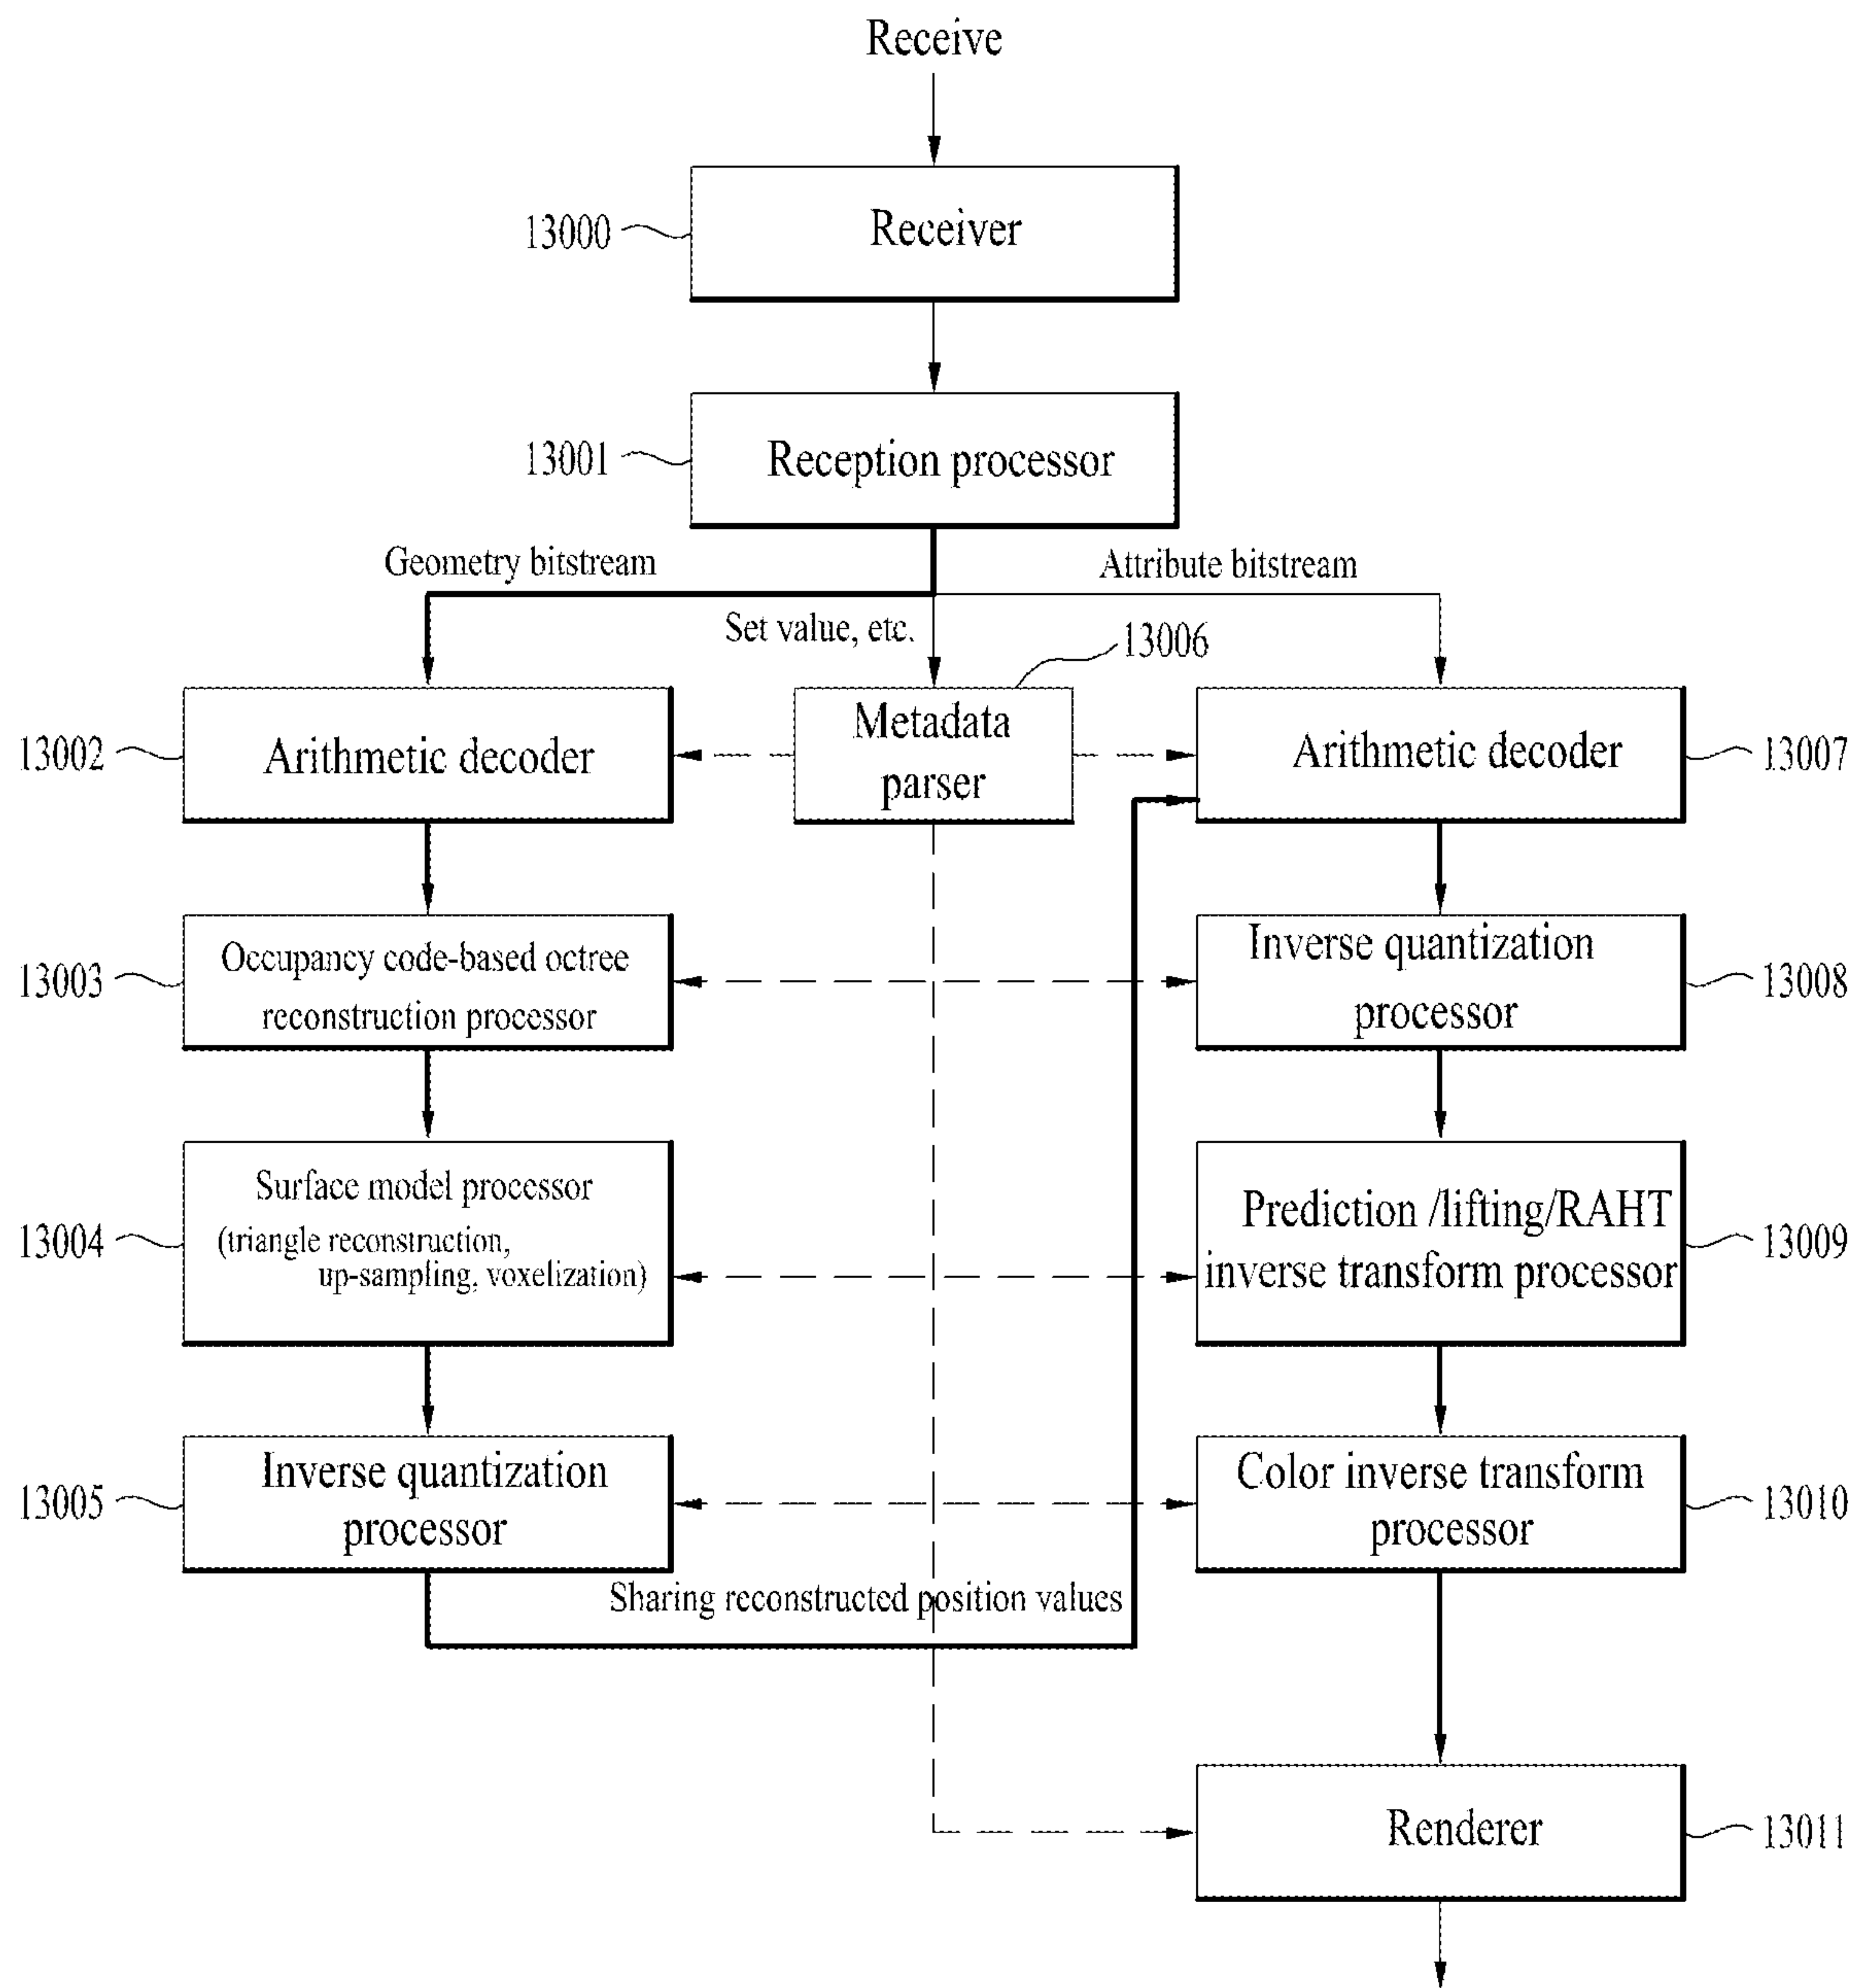 Receive
13000
Receiver
13001
Reception processor
Geometry bitstream
Attribute bitstream
Set value, etc.
13006
13002
Arithmetic decoder
Metadata
parser
Arithmetic decoder
13007
13003
Occupancy code-based octree
reconstruction processor
Inverse quantization
processor
13008
13004
Surface model processor
(triangle reconstruction,
up-sampling, voxelization)
Prediction /lifting/RAHT
inverse transform processor
13009
13005
Inverse quantization
processor
Color inverse transform
processor
13010
Sharing reconstructed position values
Renderer
13011